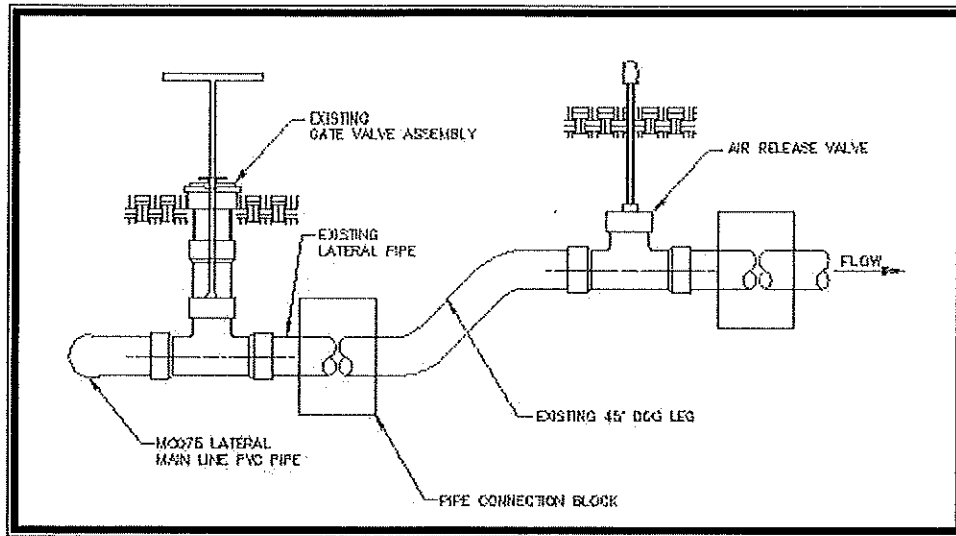 EXISTING
GATE VALVE ASSEMBLY
AIR RELEASE VALVE
EXISTING
LATERAL PIPE
FLOW
EXISTING 45° DOG LEG
LATERAL
MAIN LINE PVC PIPE
PIPE CONNECTION BLOCK